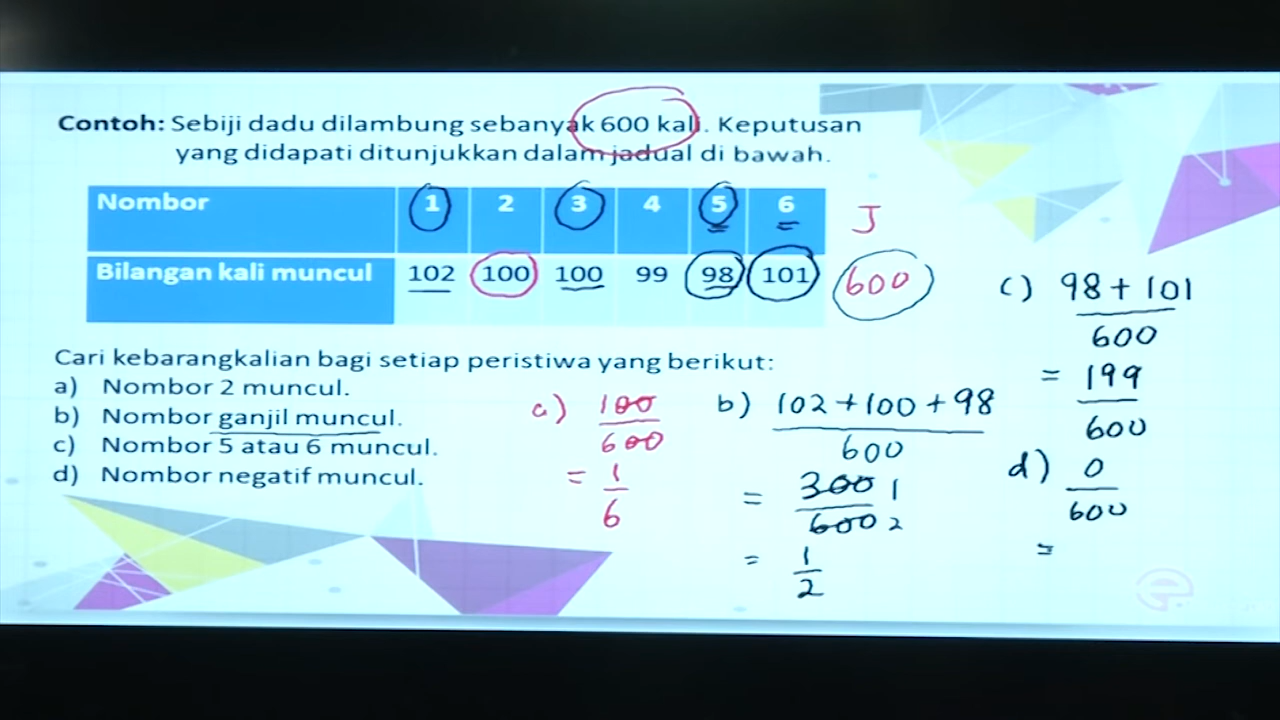 Contoh: Sebiji dadu dilambung sebanyak 600 kali. Keputusan
yang didapati ditunjukkan dalam jadual di bawah.
Nombor 1 2 3 4 5 6 J
Bilangan kali muncul 102 100 100 99 98 101 600
Cari kebarangkalian bagi setiap peristiwa yang berikut:
a) Nombor 2 muncul.
b) Nombor ganjil muncul.
c) Nombor 5 atau 6 muncul.
d) Nombor negatif muncul.
a) 100
600
= 1
6
b) 102 + 100 + 98
600
= 300 1
600 2
= 1
2
c) 98 + 101
600
= 199
600
d) 0
600
=